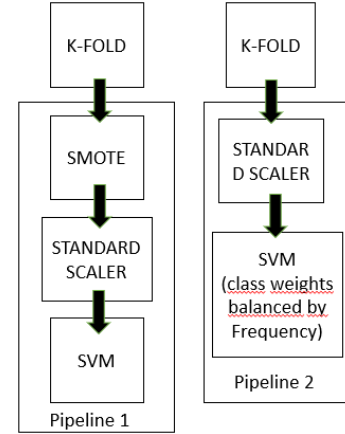 K-FOLD
SMOTE
STANDARD
SCALER
SVM
Pipeline 1
K-FOLD
STANDAR
D SCALER
SVM
(class weights
balanced by
Frequency)
Pipeline 2